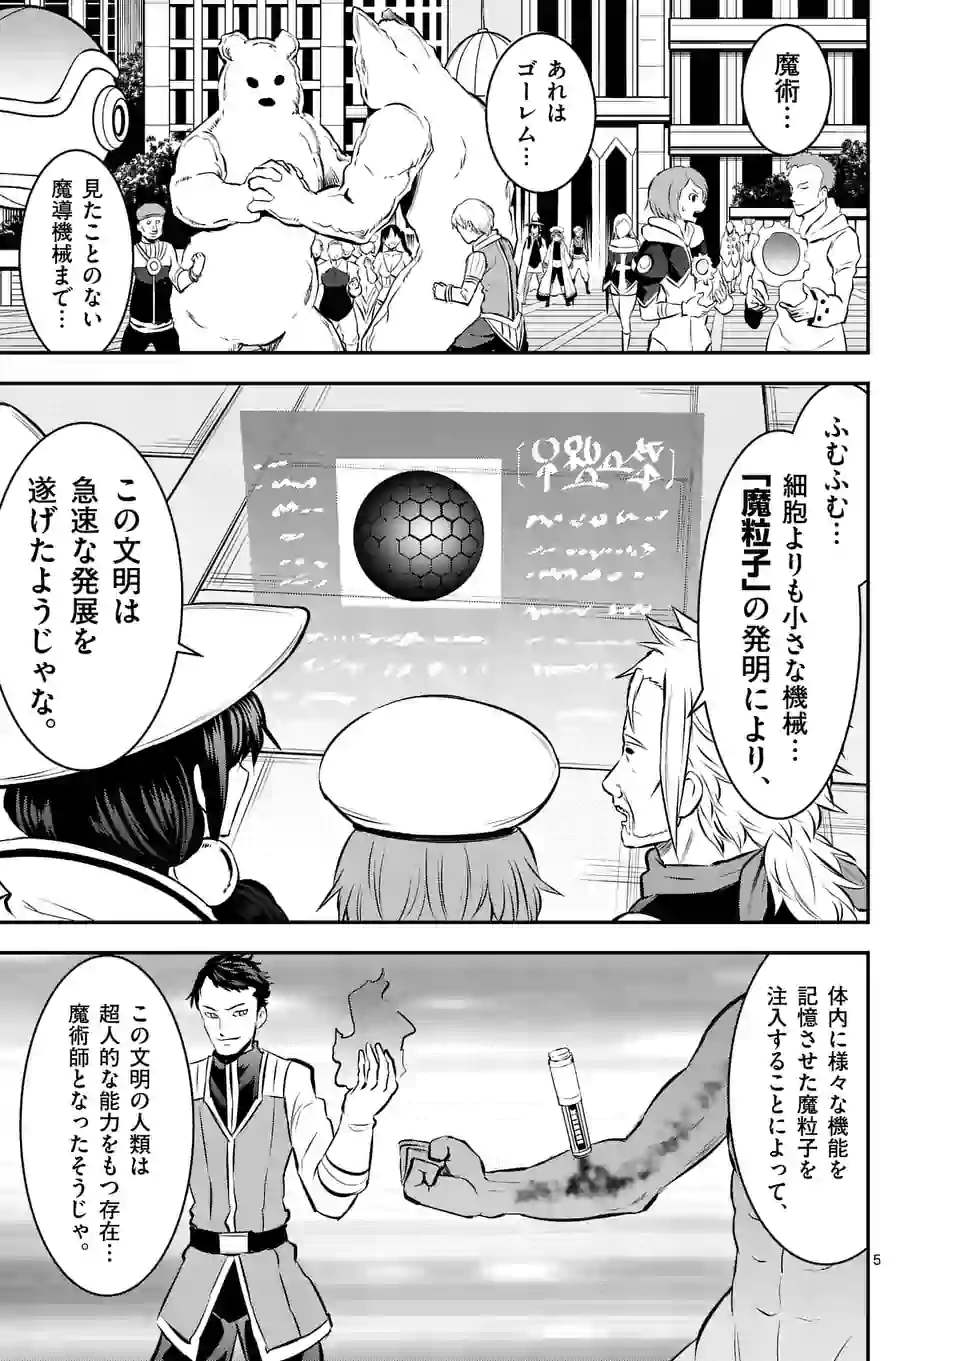 魔術…
あれは
ゴーレム…
見たことのない
魔導機械まで…
ふむふむ…
細胞よりも小さな機械…
「魔粒子」の発明により、
この文明は
急速な発展を
遂げたようじゃな。
体内に様々な機能を
記憶させた魔粒子を
注入することによって、
この文明の人類は
超人的な能力をもつ存在…
魔術師となったそうじゃ。
5